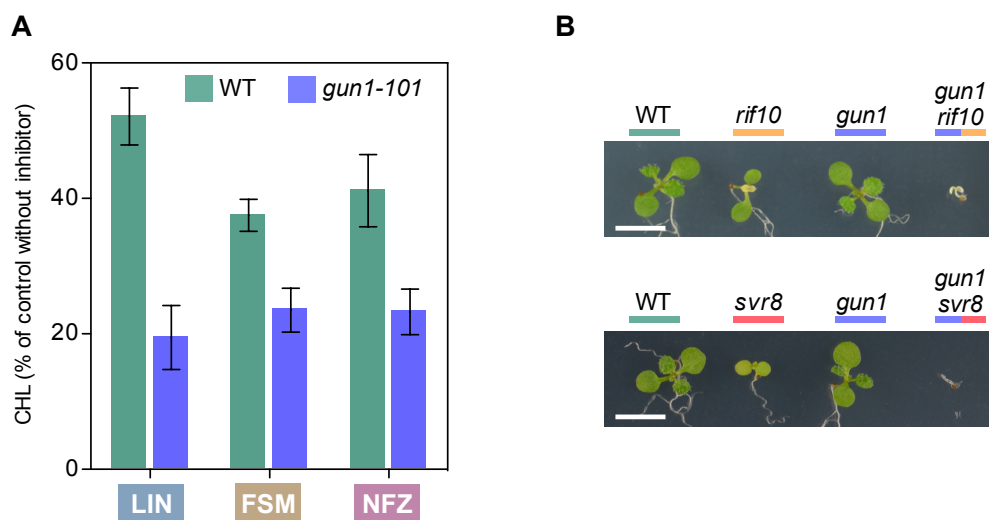 A
CHL (% of control without inhibitor)
60
40
20
0
WT
gun1-101
LIN
FSM
NFZ
B
WT
rif10
gun1
gun1
rif10
WT
svr8
gun1
gun1
svr8